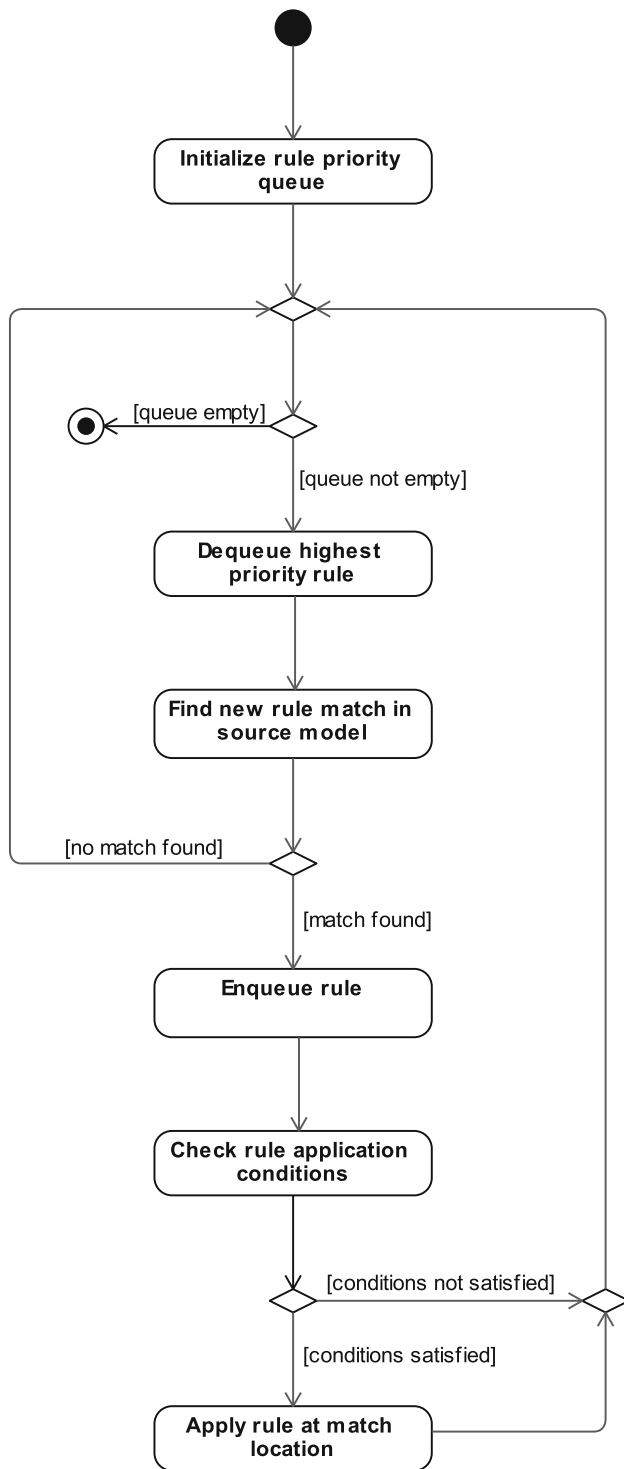 Initialize rule priority
queue
[queue empty]
[queue not empty]
Dequeue highest
priority rule
Find new rule match in
source model
[no match found]
[match found]
Enqueue rule
Check rule application
conditions
[conditions not satisfied]
[conditions satisfied]
Apply rule at match
location